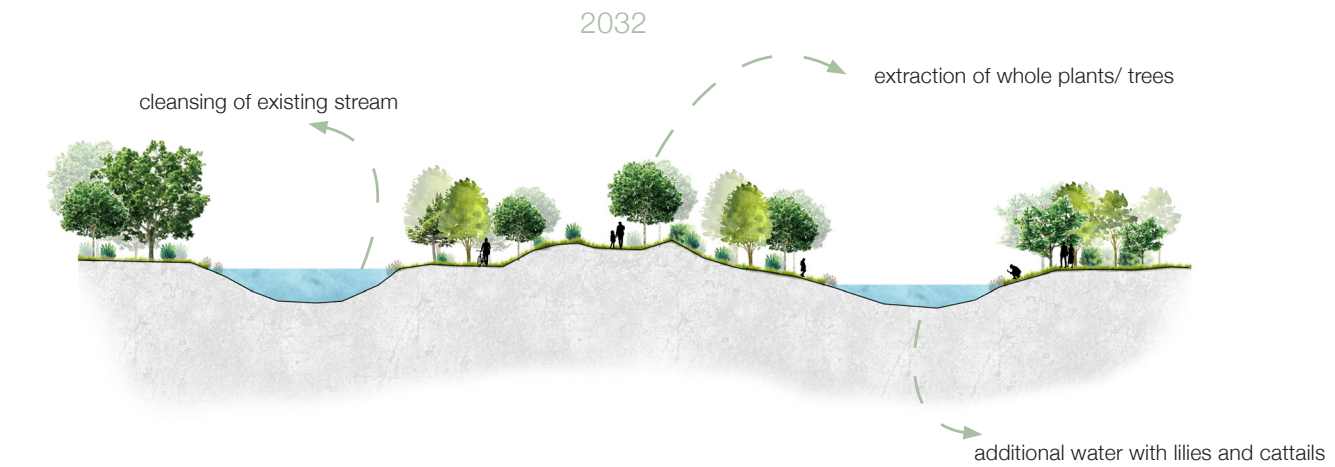 2032
extraction of whole plants/ trees
cleansing of existing stream
additional water with lilies and cattails